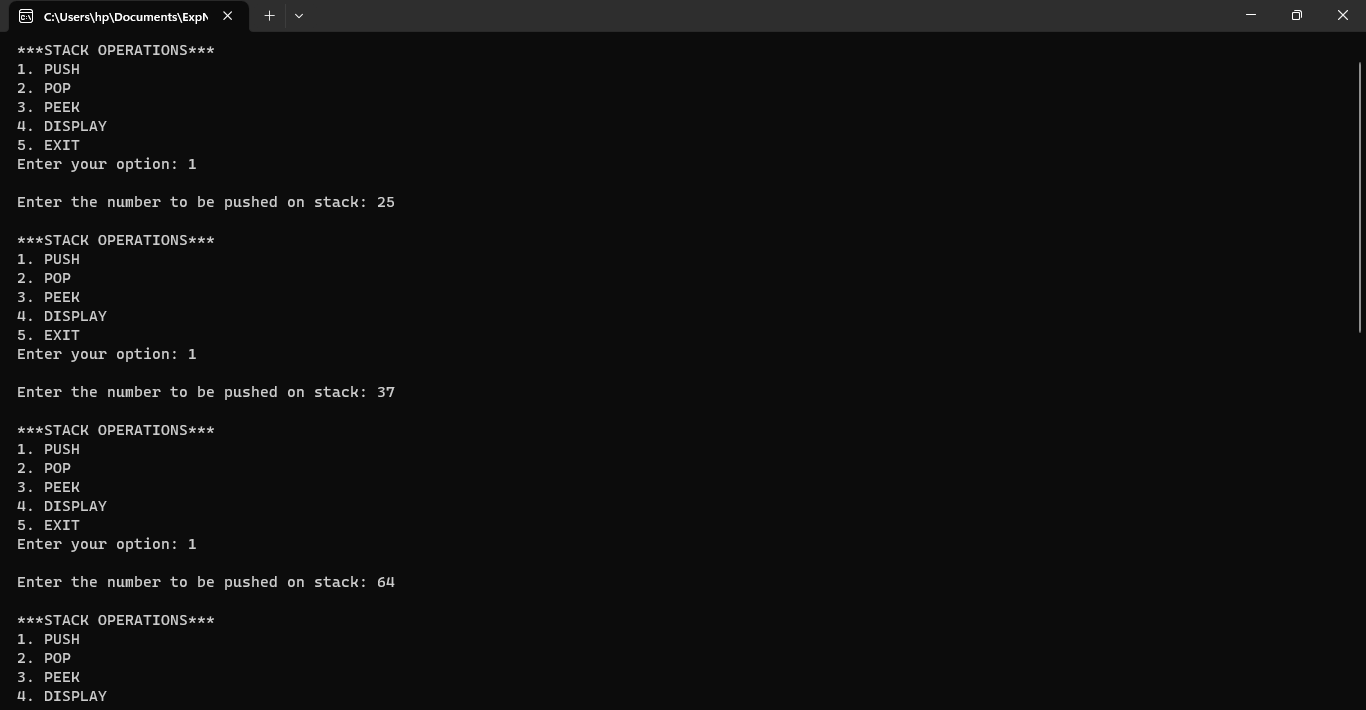 C:\Users\hp\Documents\Exp
***STACK OPERATIONS***
1. PUSH
2. POP
3. PEEK
4. DISPLAY
5. EXIT
Enter your option: 1
Enter the number to be pushed on stack: 25
***STACK OPERATIONS***
1. PUSH
2. POP
3. PEEK
4. DISPLAY
5. EXIT
Enter your option: 1
Enter the number to be pushed on stack: 37
***STACK OPERATIONS***
1. PUSH
2. POP
3. PEEK
4. DISPLAY
5. EXIT
Enter your option: 1
Enter the number to be pushed on stack: 64
***STACK OPERATIONS***
1. PUSH
2. POP
3. PEEK
4. DISPLAY